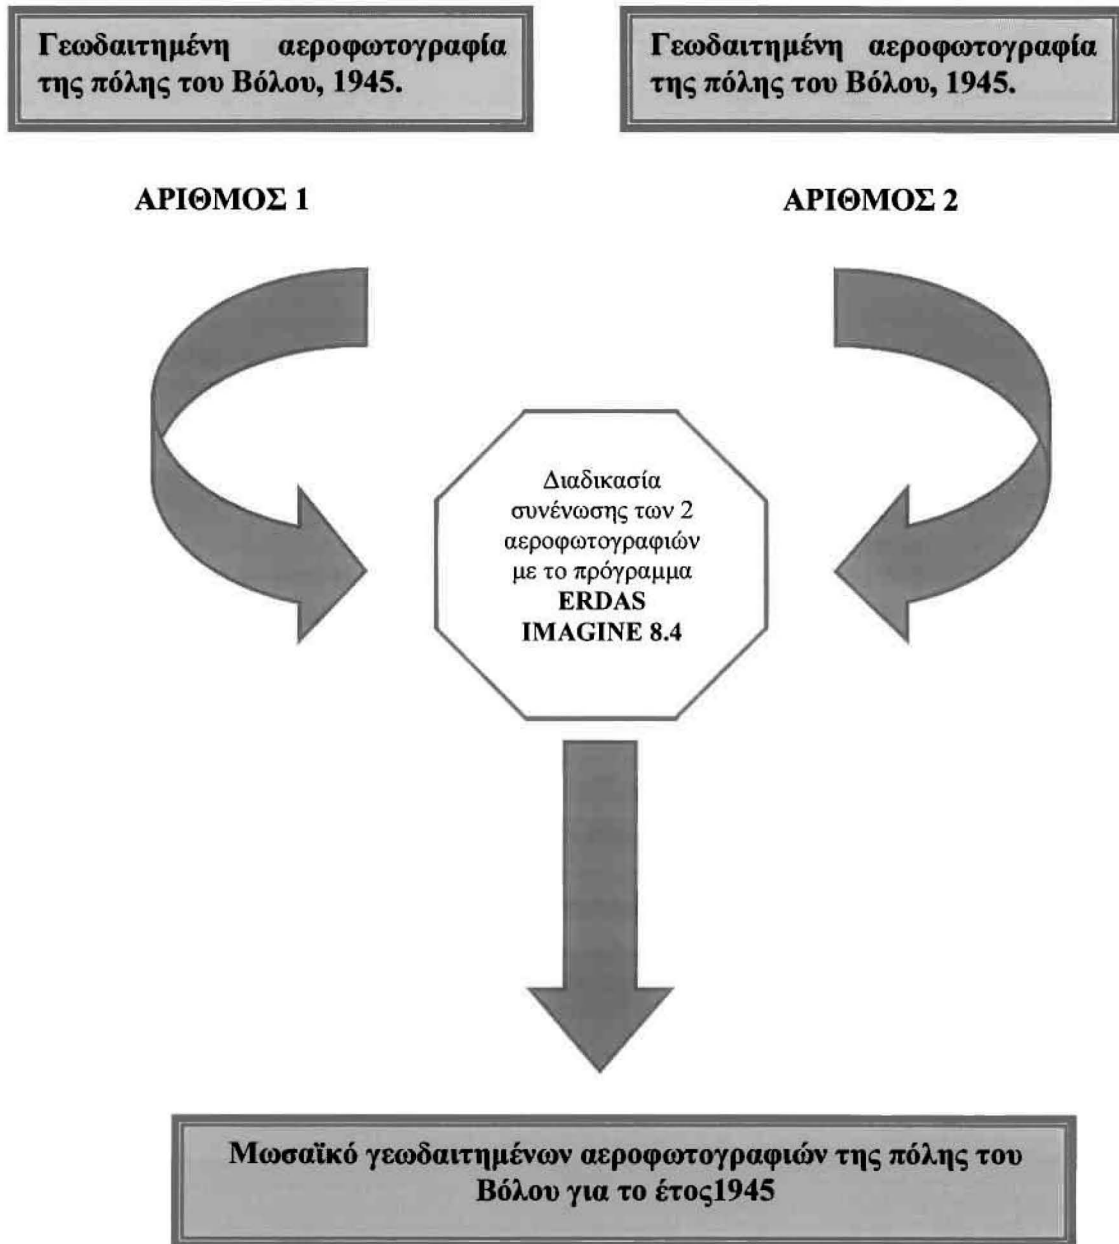 Γεωδαιτημένη αεροφωτογραφία
της πόλης του Βόλου, 1945.
Γεωδαιτημένη αεροφωτογραφία
της πόλης του Βόλου, 1945.
ΑΡΙΘΜΟΣ 1
ΑΡΙΘΜΟΣ 2
Διαδικασία
συνένωσης των 2
αεροφωτογραφιών
με το πρόγραμμα
ERDAS
IMAGINE 8.4
Μωσαϊκό γεωδαιτημένων αεροφωτογραφιών της πόλης του
Βόλου για το έτος1945